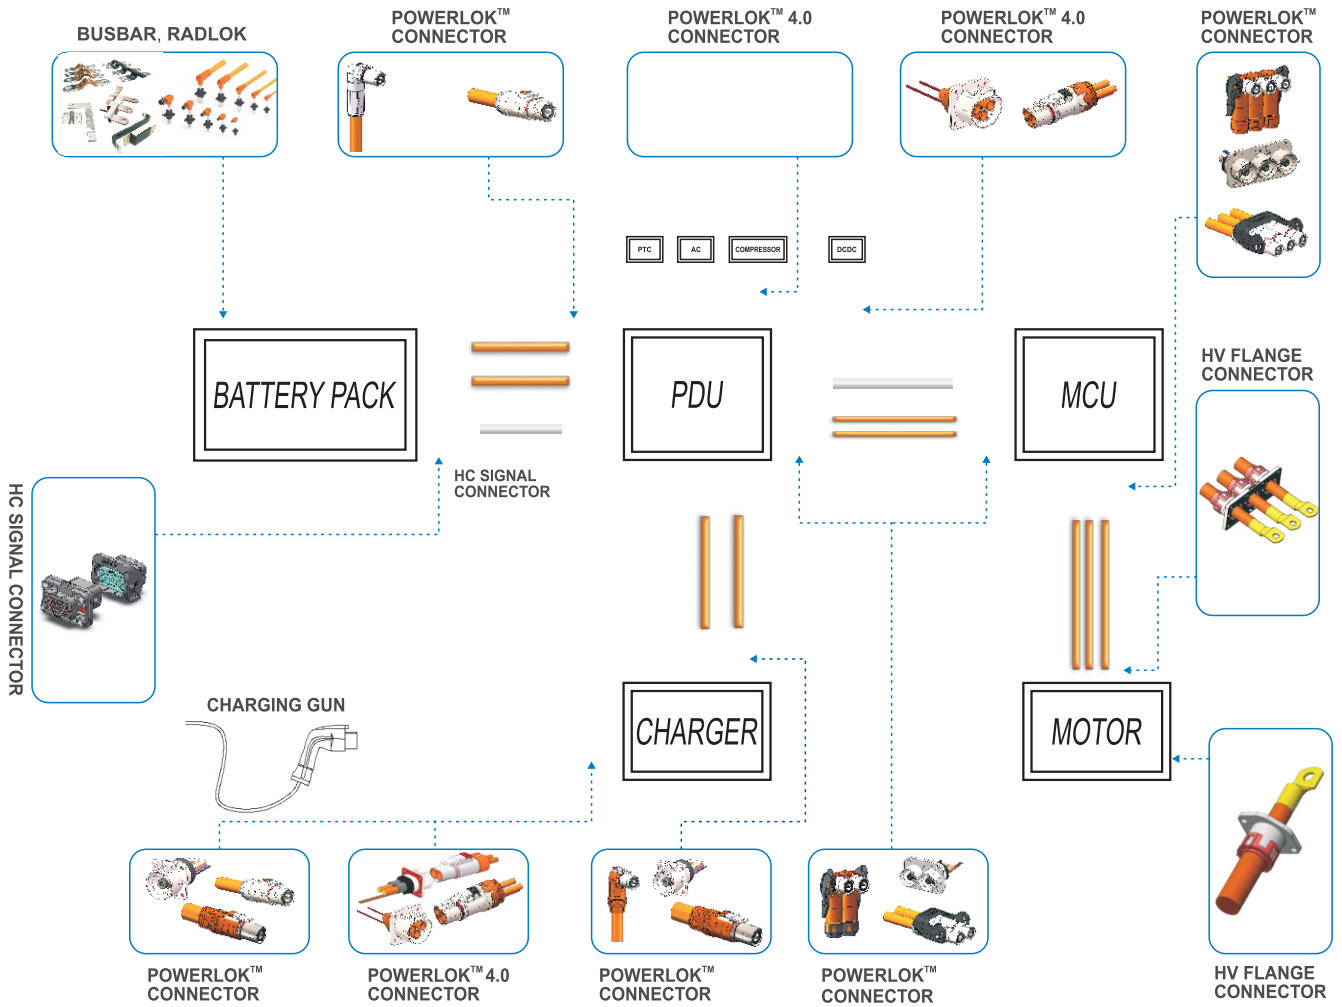 BUSBAR, RADLOK
POWERLOK™
CONNECTOR
POWERLOK™ 4.0
CONNECTOR
POWERLOK™ 4.0
CONNECTOR
POWERLOK™
CONNECTOR
PTC
AC
COMPRESSOR
DCDC
BATTERY PACK
PDU
MCU
HV FLANGE
CONNECTOR
HC SIGNAL
CONNECTOR
HC SIGNAL CONNECTOR
CHARGING GUN
CHARGER
MOTOR
POWERLOK™
CONNECTOR
POWERLOK™ 4.0
CONNECTOR
POWERLOK™
CONNECTOR
POWERLOK™
CONNECTOR
HV FLANGE
CONNECTOR